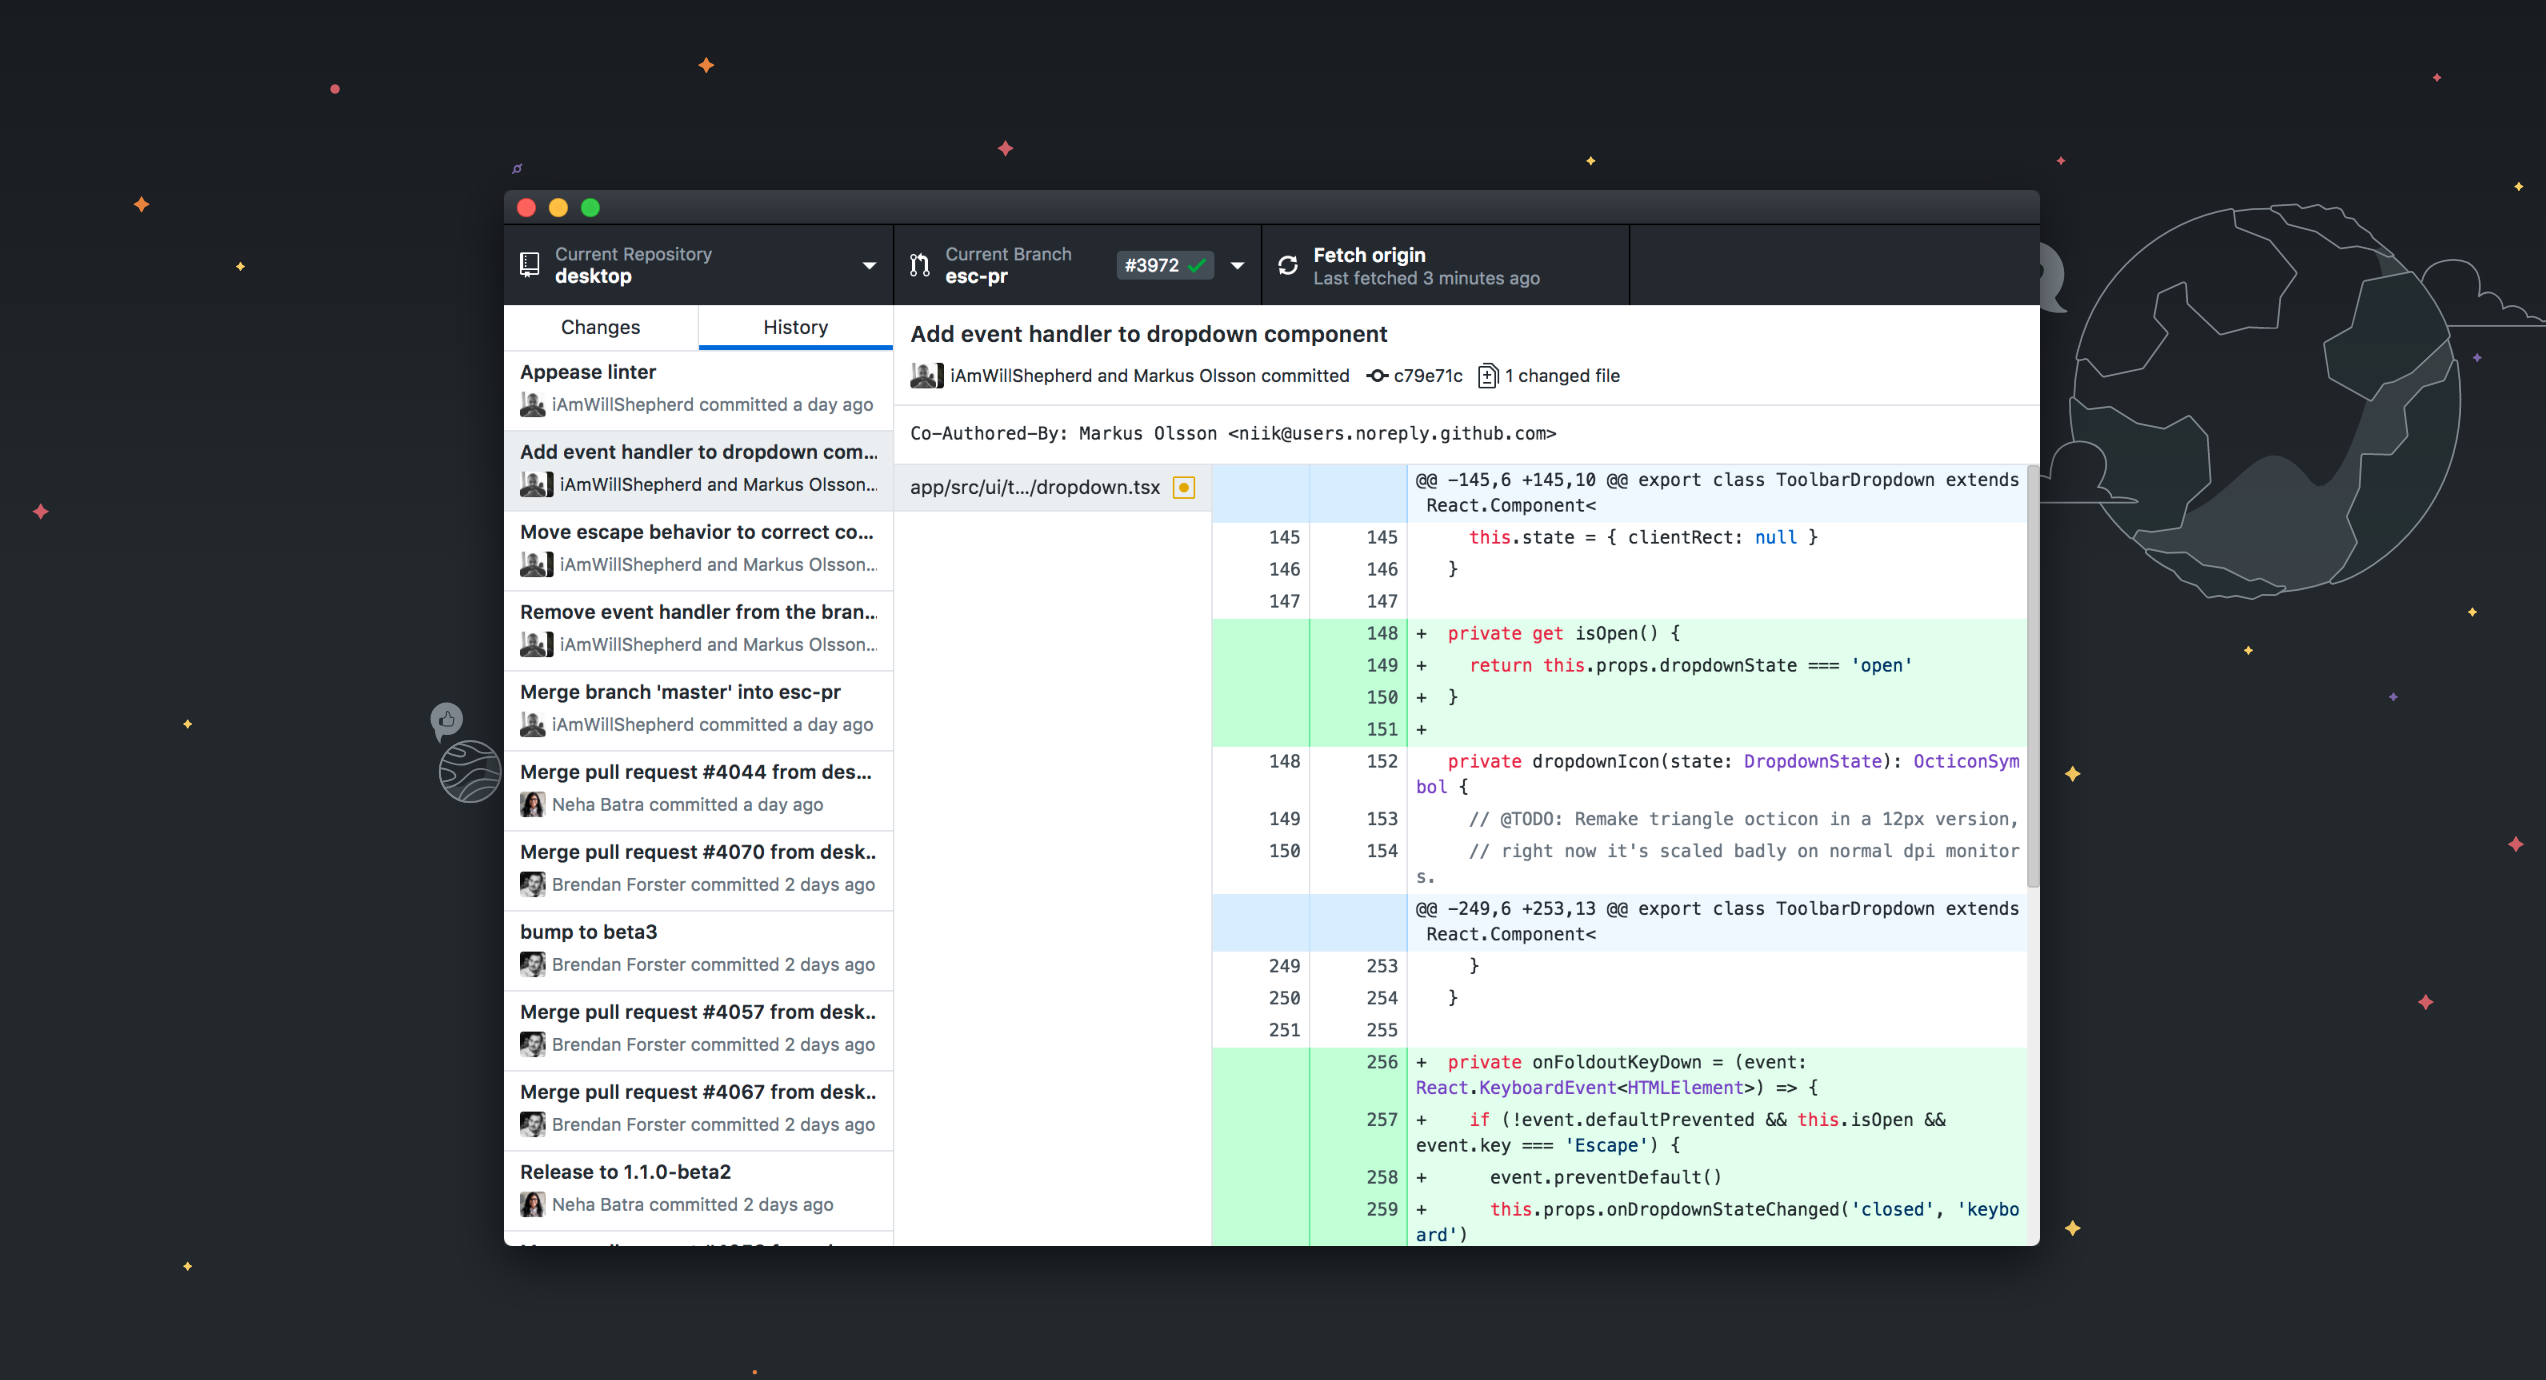 Current Repository
desktop
Current Branch
esc-pr
#3972
Fetch origin
Last fetched 3 minutes ago
Changes
History
Appease linter
iAmWillShepherd committed a day ago
Add event handler to dropdown com...
iAmWillShepherd and Markus Olsson...
Move escape behavior to correct co...
iAmWillShepherd and Markus Olsson...
Remove event handler from the bran...
iAmWillShepherd and Markus Olsson...
Merge branch 'master' into esc-pr
iAmWillShepherd committed a day ago
Merge pull request #4044 from des...
Neha Batra committed a day ago
Merge pull request #4070 from desk...
Brendan Forster committed 2 days ago
bump to beta3
Brendan Forster committed 2 days ago
Merge pull request #4057 from desk...
Brendan Forster committed 2 days ago
Merge pull request #4067 from desk...
Brendan Forster committed 2 days ago
Release to 1.1.0-beta2
Neha Batra committed 2 days ago
Add event handler to dropdown component
iAmWillShepherd and Markus Olsson committed c79e71c 1 changed file
Co-Authored-By: Markus Olsson <niik@users.noreply.github.com>
app/src/ui/t.../dropdown.tsx
@@ -145,6 +145,10 @@ export class ToolbarDropdown extends
React.Component<
145 145 this.state = { clientRect: null }
146 146 }
147 147
148 + private get isOpen() {
149 + return this.props.dropdownState === 'open'
150 + }
151 +
148 152 private dropdownIcon(state: DropdownState): OcticonSym
bol {
149 153 // @TODO: Remake triangle octicon in a 12px version,
150 154 // right now it's scaled badly on normal dpi monitor
s.
@@ -249,6 +253,13 @@ export class ToolbarDropdown extends
React.Component<
249 253 }
250 254 }
251 255
256 + private onFoldoutKeyDown = (event:
React.KeyboardEvent<HTMLElement>) => {
257 + if (!event.defaultPrevented && this.isOpen &&
event.key === 'Escape') {
258 + event.preventDefault()
259 + this.props.onDropdownStateChanged('closed', 'keybo
ard')